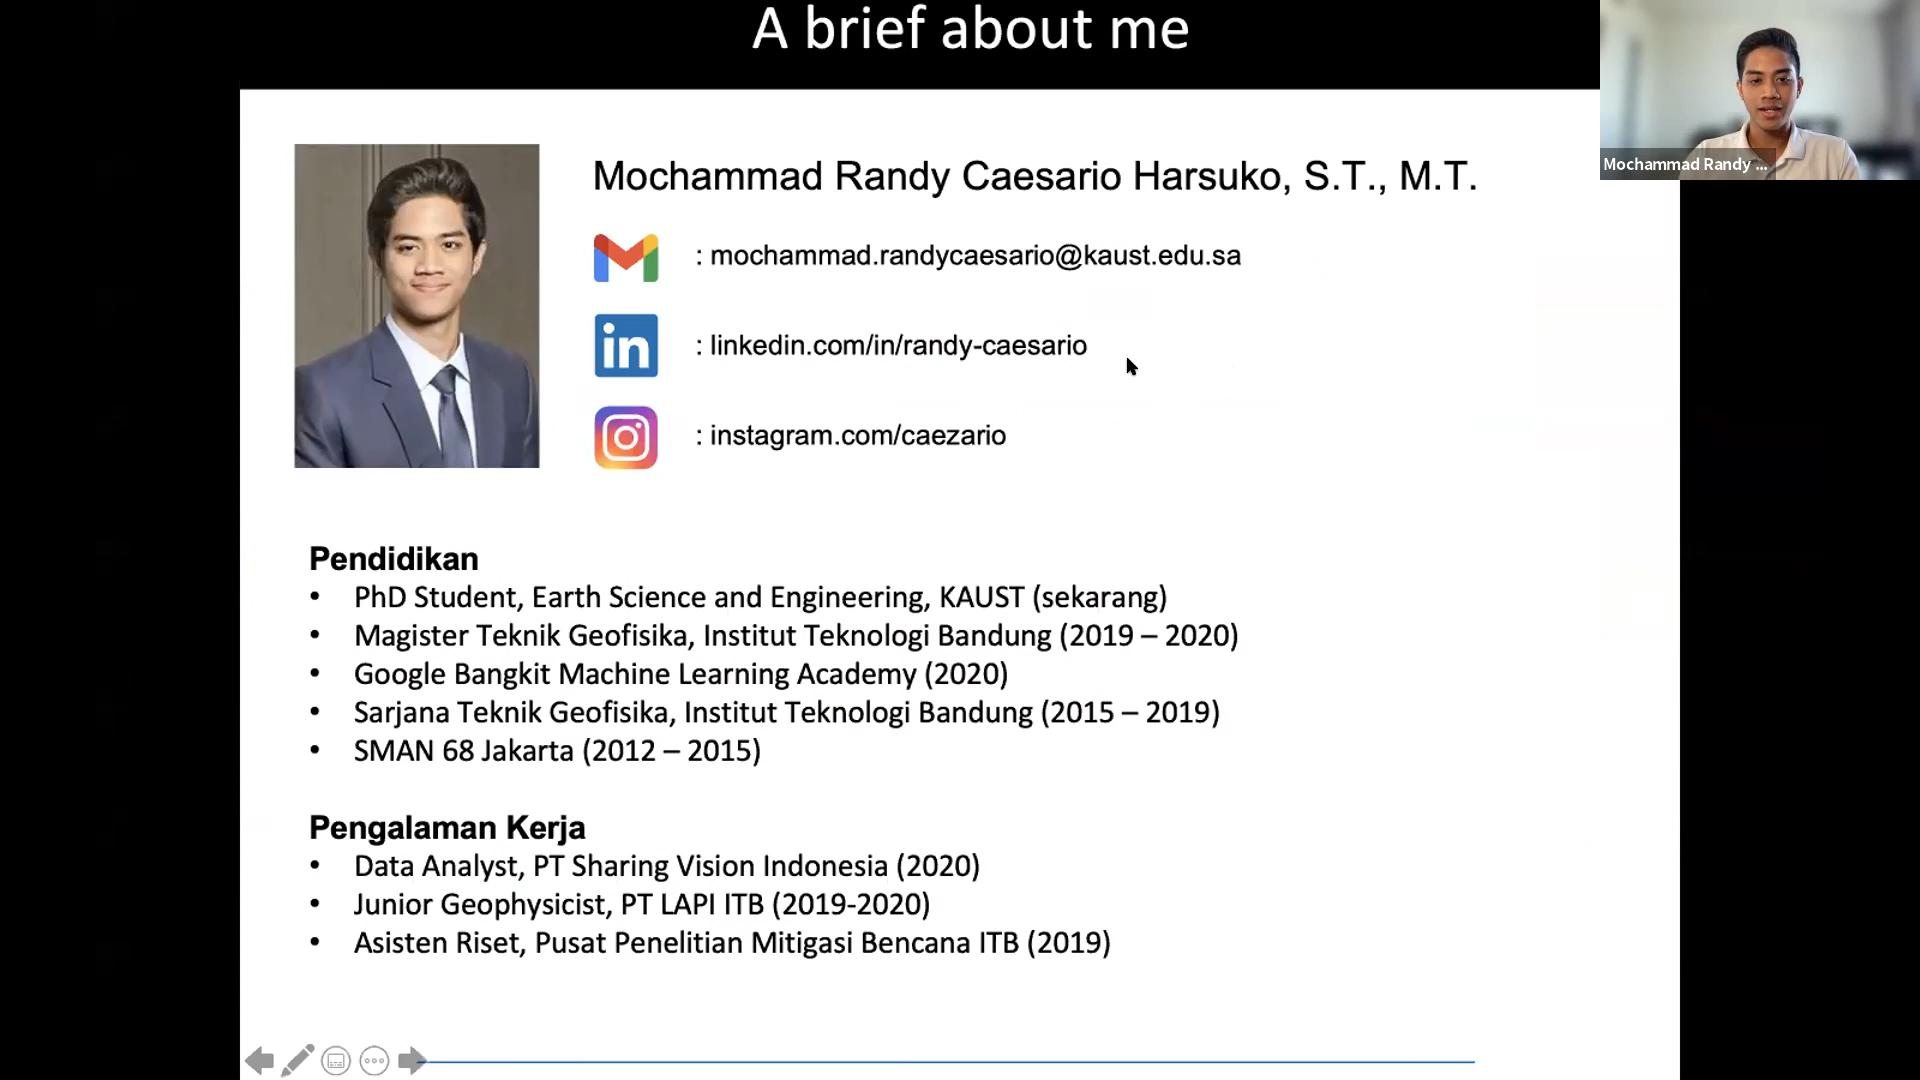 A brief about me
Mochammad Randy ...
Mochammad Randy Caesario Harsuko, S.T., M.T.
: mochammad.randycaesario@kaust.edu.sa
in
: linkedin.com/in/randy-caesario
: instagram.com/caezario
Pendidikan
• PhD Student, Earth Science and Engineering, KAUST (sekarang)
• Magister Teknik Geofisika, Institut Teknologi Bandung (2019 – 2020)
• Google Bangkit Machine Learning Academy (2020)
• Sarjana Teknik Geofisika, Institut Teknologi Bandung (2015 – 2019)
• SMAN 68 Jakarta (2012 – 2015)
Pengalaman Kerja
• Data Analyst, PT Sharing Vision Indonesia (2020)
• Junior Geophysicist, PT LAPI ITB (2019-2020)
• Asisten Riset, Pusat Penelitian Mitigasi Bencana ITB (2019)